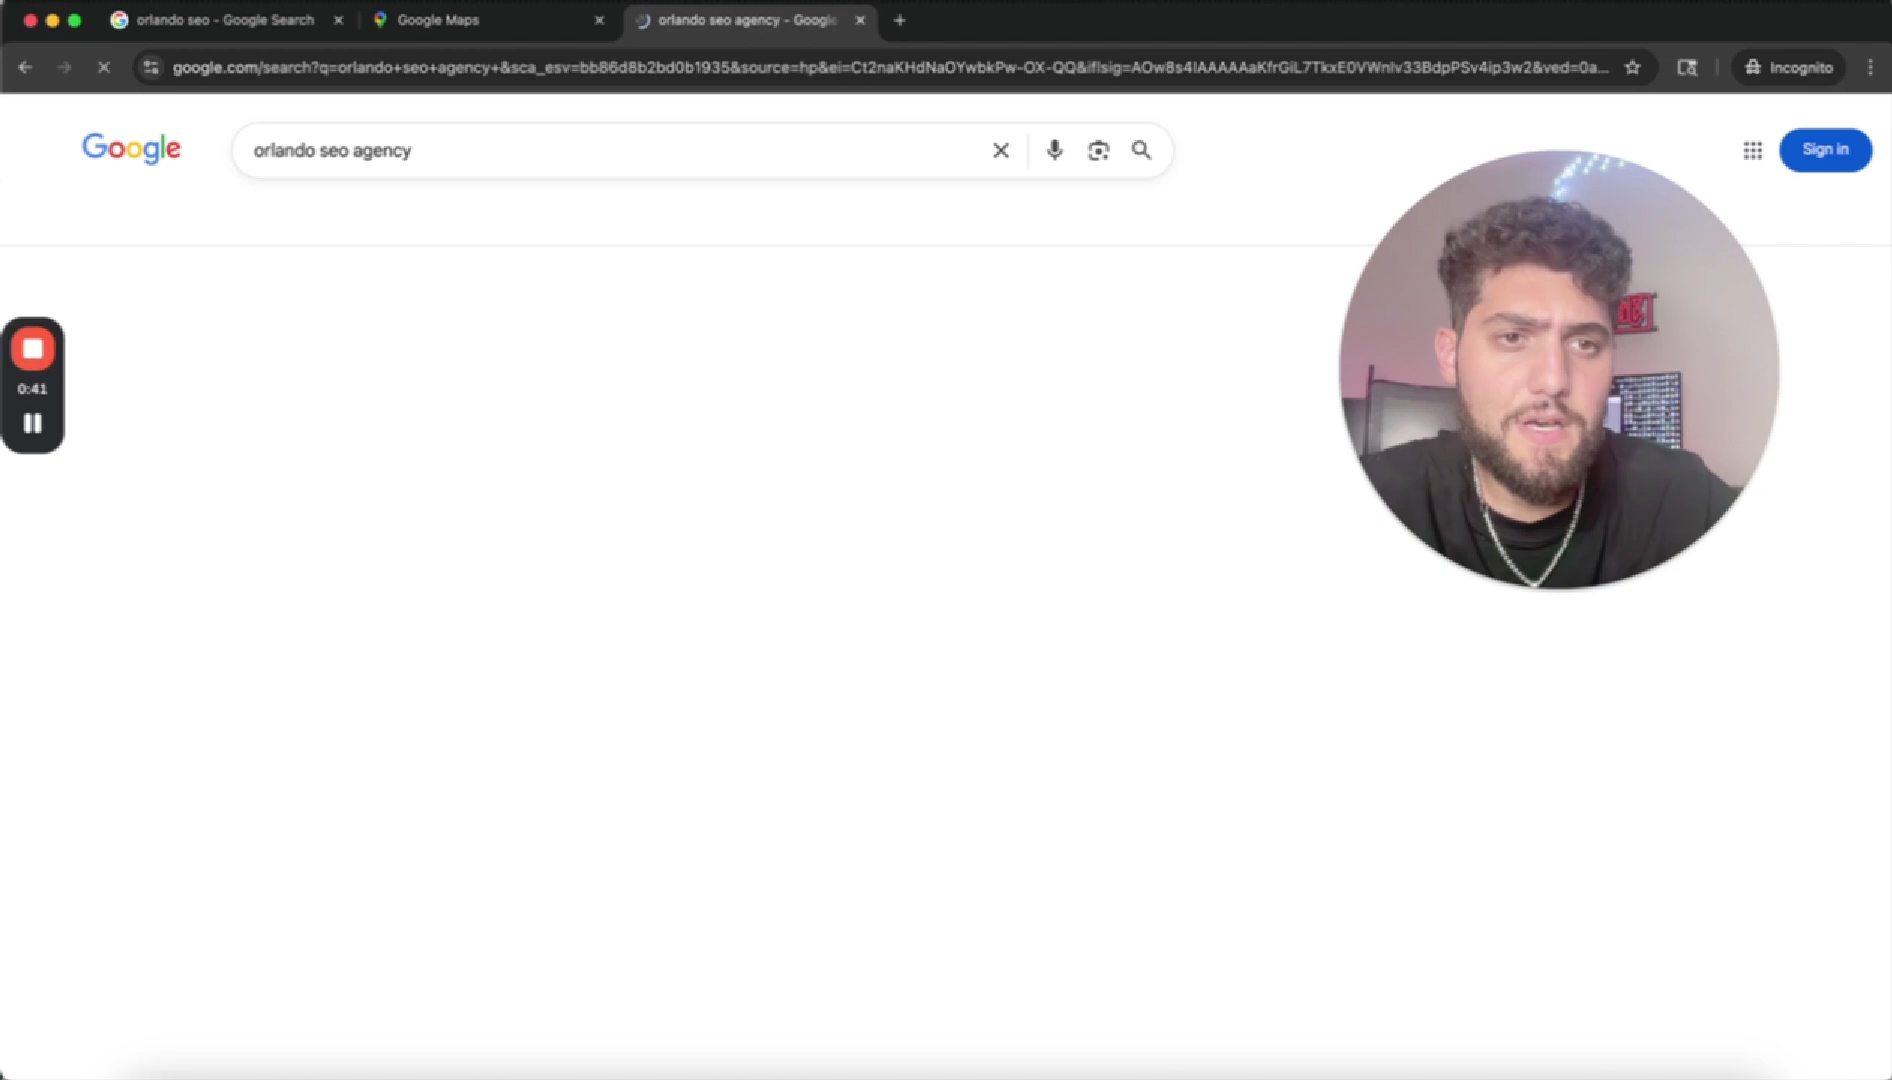 orlando seo - Google Search
Google Maps
orlando seo agency - Google
google.com/search?q=orlando+seo+agency+&sca_esv=bb86d8b2bd0b1935&source=hp&ei=Ct2naKHdNaOYwbkPw-OX-QQ&iflsig=AOw8s4IAAAAAaKfrGiL7TkxE0VWnIv33BdpPSv4ip3w2&ved=0a...
Incognito
Google
orlando seo agency
Sign in
0:41